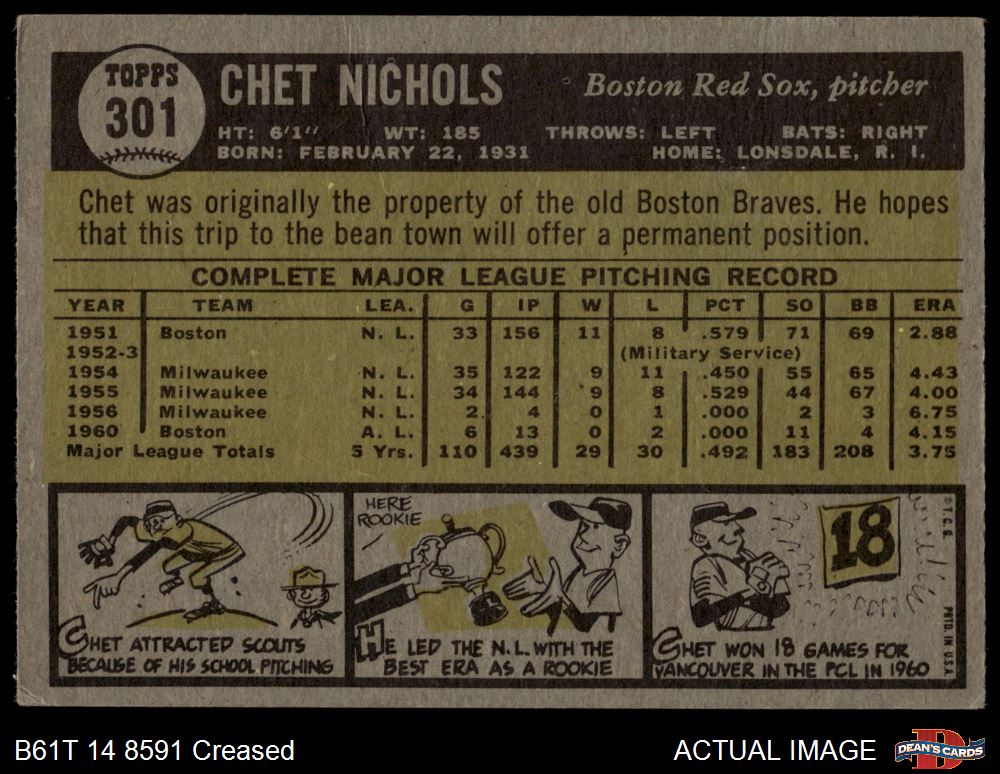 TOPPS
301
CHET NICHOLS
Boston Red Sox, pitcher
HT: 6'1" WT: 185 THROWS: LEFT BATS: RIGHT
BORN: FEBRUARY 22, 1931 HOME: LONSDALE, R. I.
Chet was originally the property of the old Boston Braves. He hopes
that this trip to the bean town will offer a permanent position.
COMPLETE MAJOR LEAGUE PITCHING RECORD
YEAR TEAM LEA. G IP W L PCT SO BB ERA
1951 Boston N. L. 33 156 11 8 .579 71 69 2.88
1952-3 (Military Service)
1954 Milwaukee N. L. 35 122 9 11 .450 55 65 4.43
1955 Milwaukee N. L. 34 144 9 8 .529 44 67 4.00
1956 Milwaukee N. L. 2 4 0 1 .000 2 3 6.75
1960 Boston A. L. 6 13 0 2 .000 11 4 4.15
Major League Totals 5 Yrs. 110 439 29 30 .492 183 208 3.75
CHET ATTRACTED SCOUTS
BECAUSE OF HIS SCHOOL PITCHING
HERE
ROOKIE
HE LED THE N.L. WITH THE
BEST ERA AS A ROOKIE
18
CHET WON 18 GAMES FOR
VANCOUVER IN THE PCL IN 1960
© T.C.G.
PRTD. IN U.S.A.
B61T 14 8591 Creased
ACTUAL IMAGE
DEAN'S CARDS